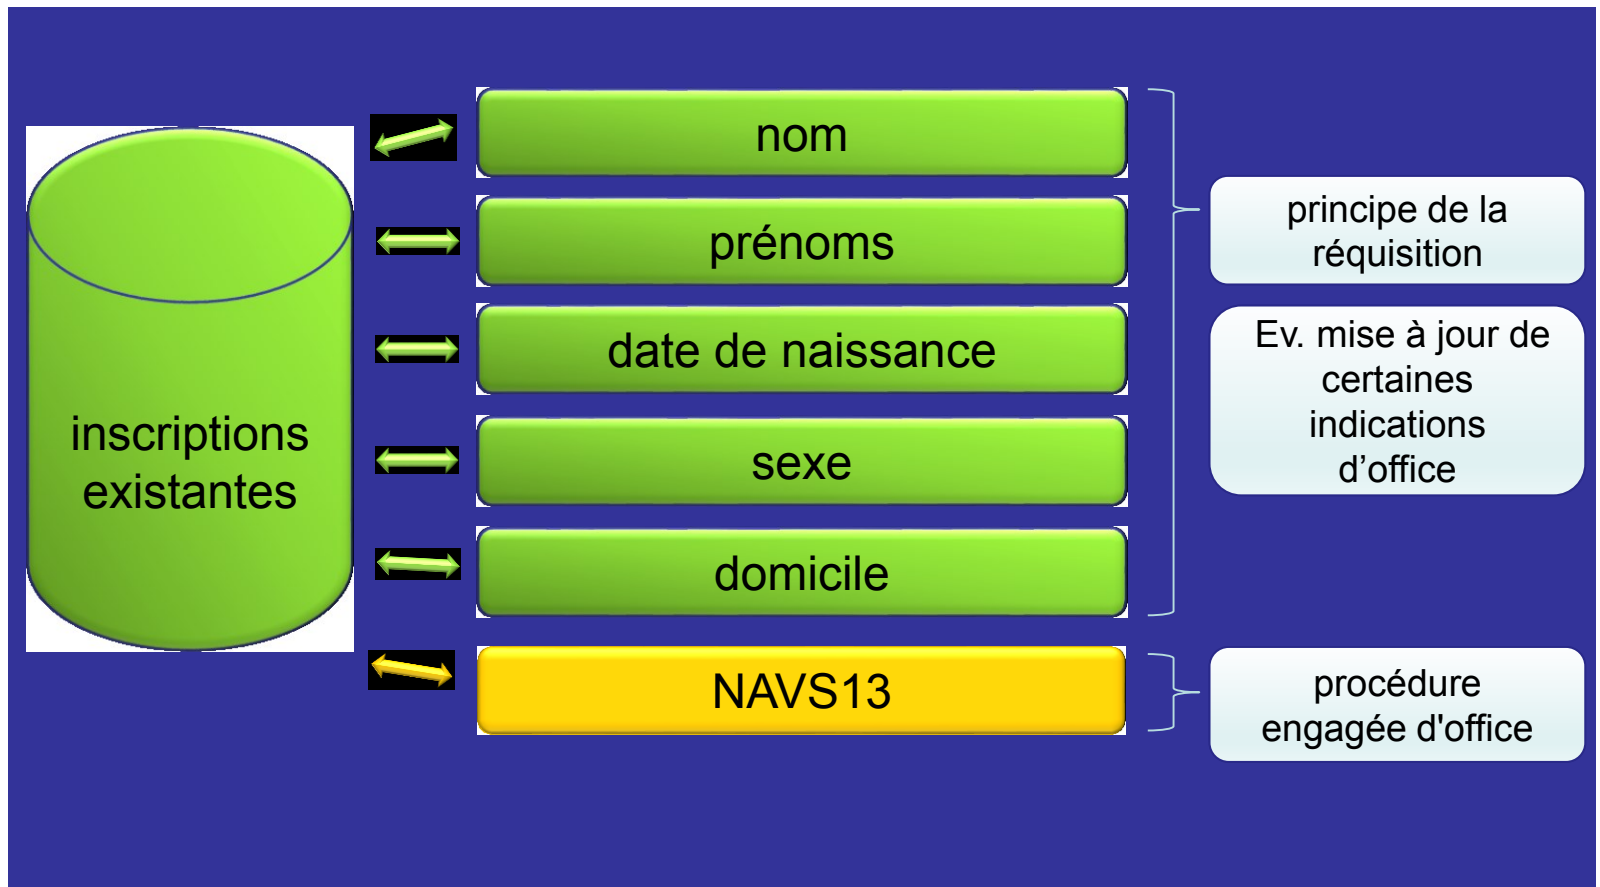 inscriptions
existantes
nom
prénoms
date de naissance
sexe
domicile
NAVS13
principe de la
réquisition
Ev. mise à jour de
certaines
indications
d’office
procédure
engagée d'office